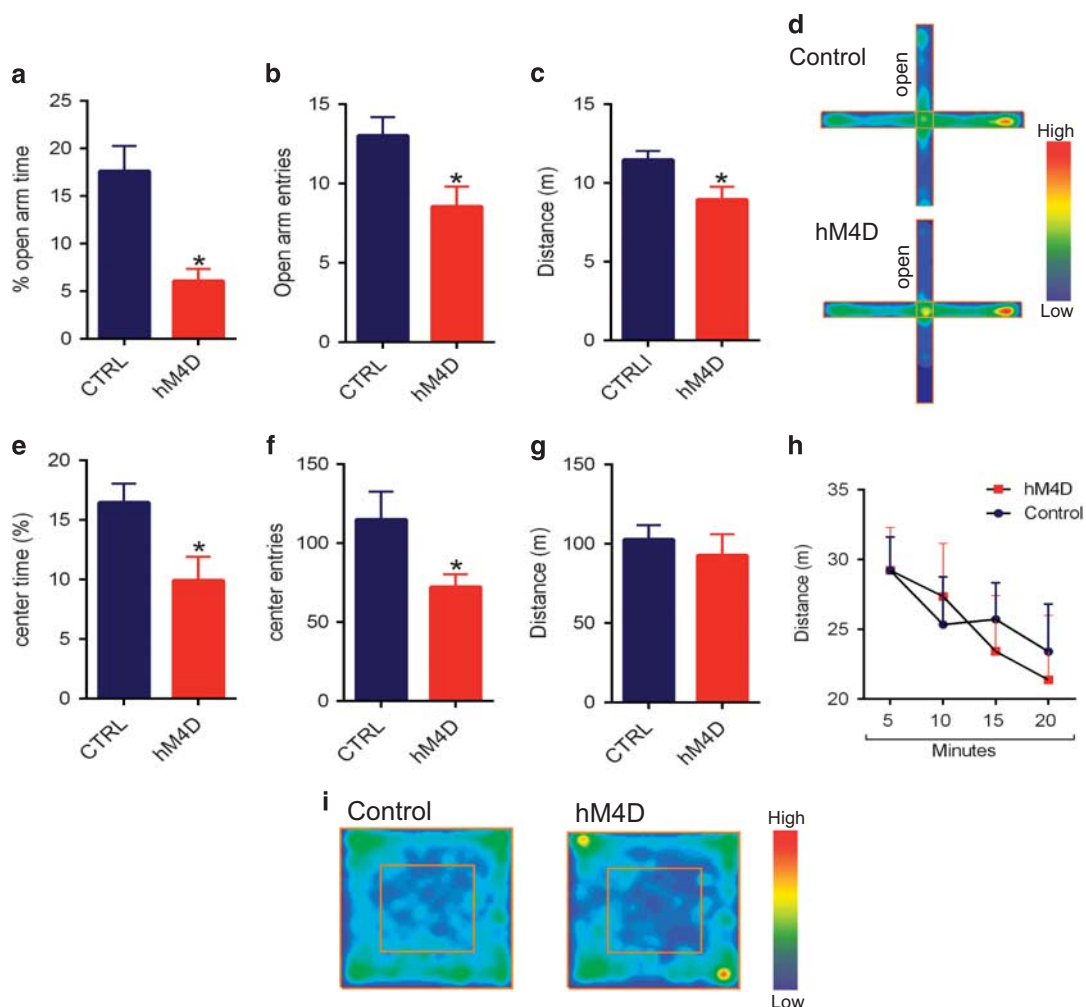 a
% open arm time
25
20
15
10
5
0
*
CTRL
hM4D
b
Open arm entries
15
10
5
0
*
CTRL
hM4D
c
Distance (m)
15
10
5
0
*
CTRLI
hM4D
d
Control
open
hM4D
open
High
Low
e
center time (%)
20
15
10
5
0
*
CTRL
hM4D
f
center entries
150
100
50
0
*
CTRL
hM4D
g
Distance (m)
150
100
50
0
CTRL
hM4D
h
hM4D
Control
Distance (m)
35
30
25
20
5 10 15 20
Minutes
i
Control
hM4D
High
Low